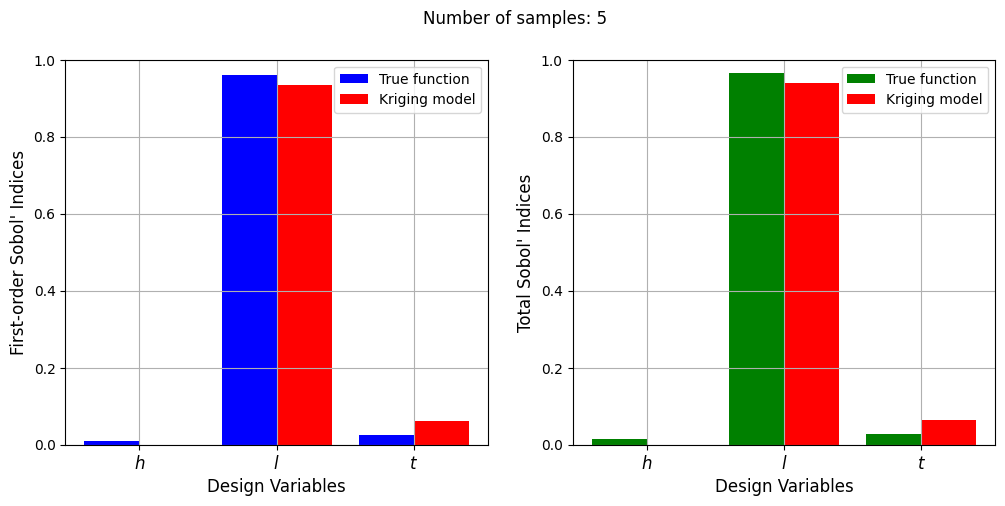 Number of samples: 5
First-order Sobol' Indices
1.0
0.8
0.6
0.4
0.2
0.0
True function
Kriging model
h
l
t
Design Variables
Total Sobol' Indices
1.0
0.8
0.6
0.4
0.2
0.0
True function
Kriging model
h
l
t
Design Variables